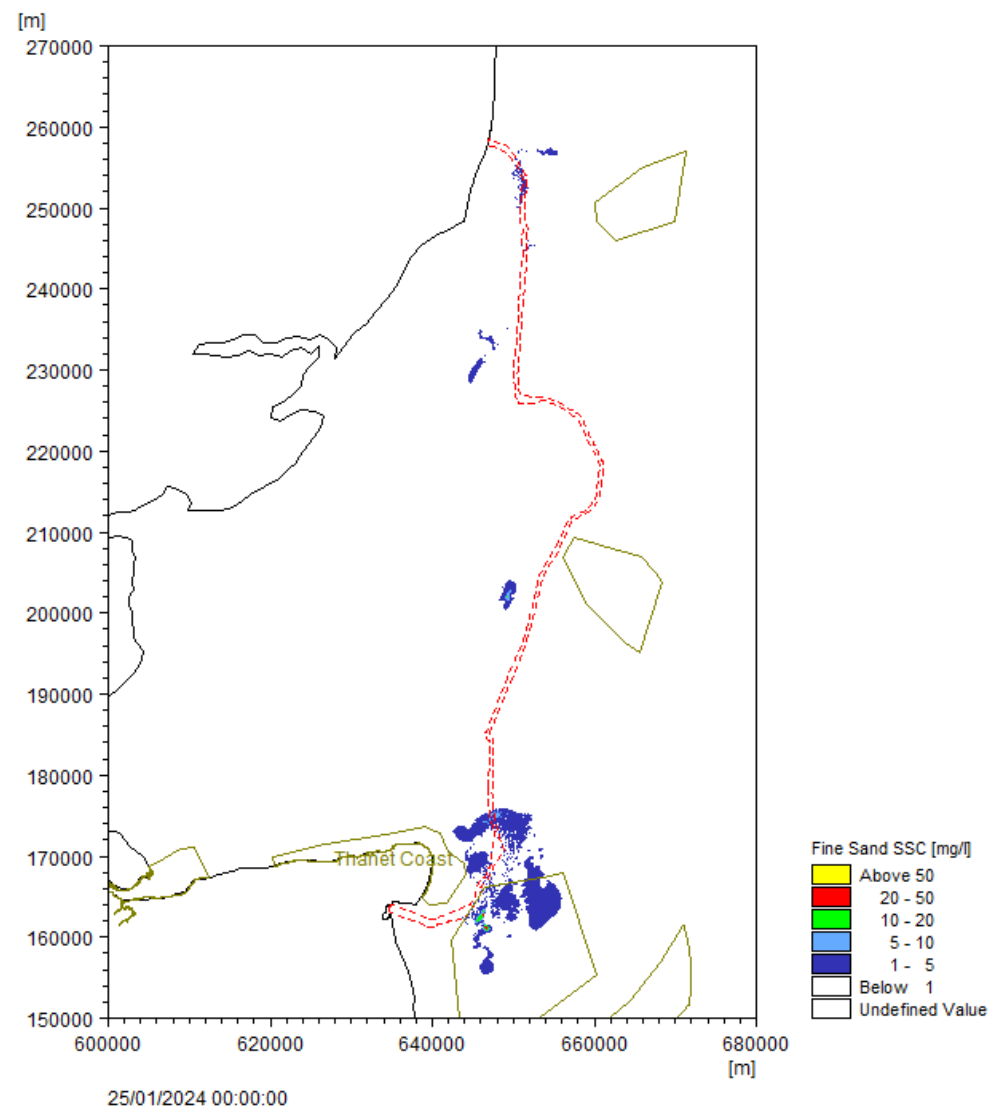 [m]
270000
260000
250000
240000
230000
220000
210000
200000
190000
180000
170000
160000
150000
Thanet Coast
600000 620000 640000 660000 680000
[m]
25/01/2024 00:00:00
Fine Sand SSC [mg/l]
Above 50
20 - 50
10 - 20
5 - 10
1 - 5
Below 1
Undefined Value